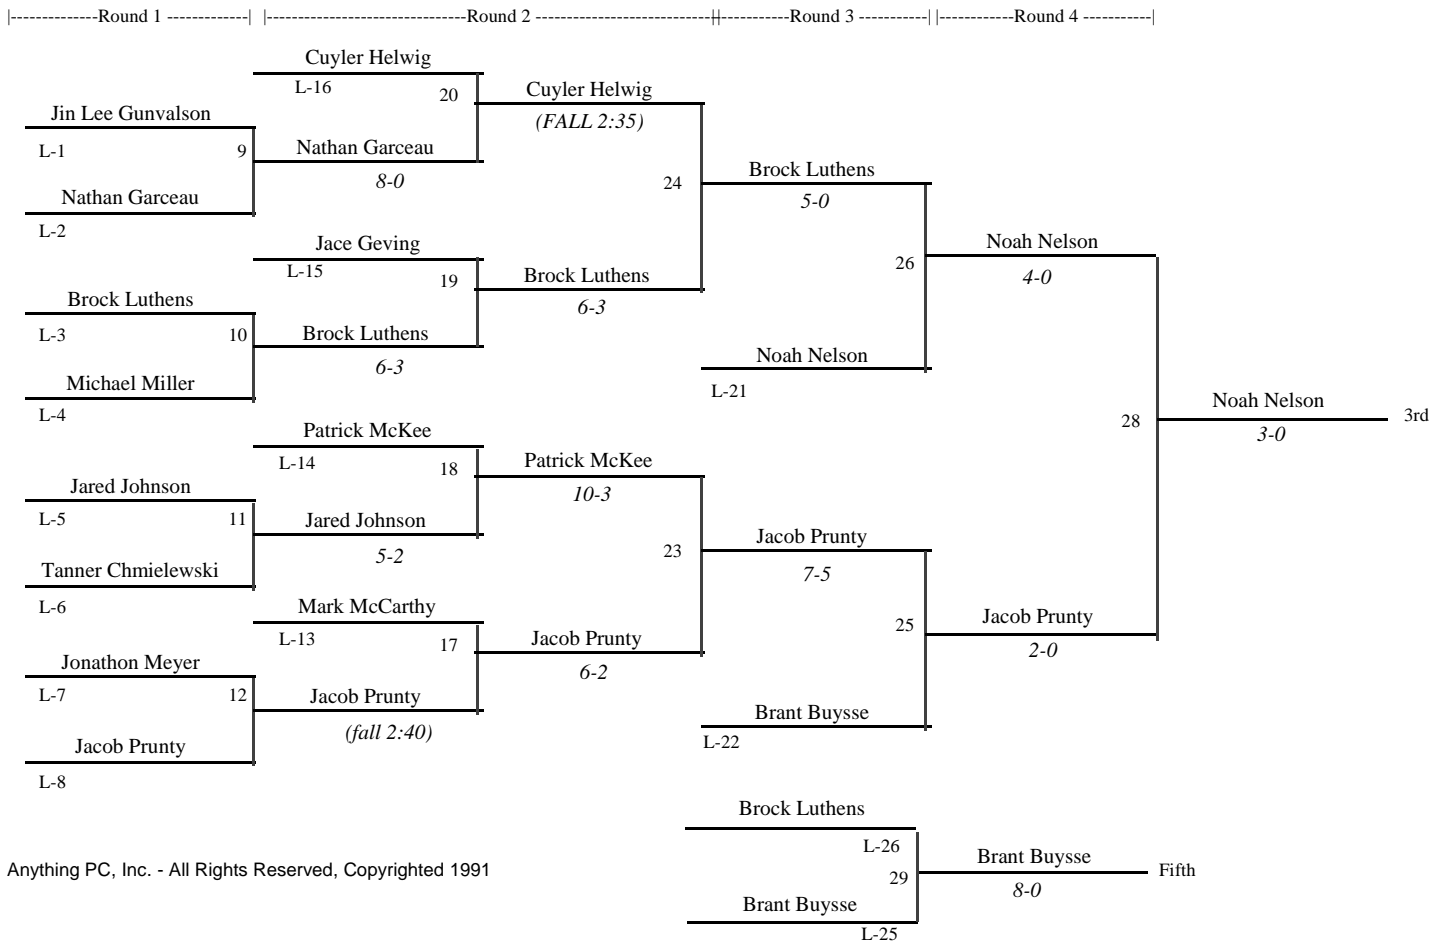 |-------------Round 1 -------------| |-----------------------------Round 2 --------------------------||-----------Round 3 ----------| |-----------Round 4 ----------|
Cuyler Helwig
L-16
20
Cuyler Helwig
(FALL 2:35)
Jin Lee Gunvalson
L-1
9
Nathan Garceau
8-0
Nathan Garceau
L-2
24
Brock Luthens
5-0
Jace Geving
L-15
19
Brock Luthens
6-3
Brock Luthens
L-3
10
Brock Luthens
6-3
Michael Miller
L-4
26
Noah Nelson
4-0
Noah Nelson
L-21
28
Noah Nelson
3rd
3-0
Patrick McKee
L-14
18
Patrick McKee
10-3
Jared Johnson
L-5
11
Jared Johnson
5-2
Tanner Chmielewski
L-6
23
Jacob Prunty
7-5
Mark McCarthy
L-13
17
Jacob Prunty
6-2
Jonathon Meyer
L-7
12
Jacob Prunty
(fall 2:40)
Jacob Prunty
L-8
25
Jacob Prunty
2-0
Brant Buysse
L-22
Brock Luthens
L-26
29
Brant Buysse
Fifth
8-0
Brant Buysse
L-25
Anything PC, Inc. - All Rights Reserved, Copyrighted 1991